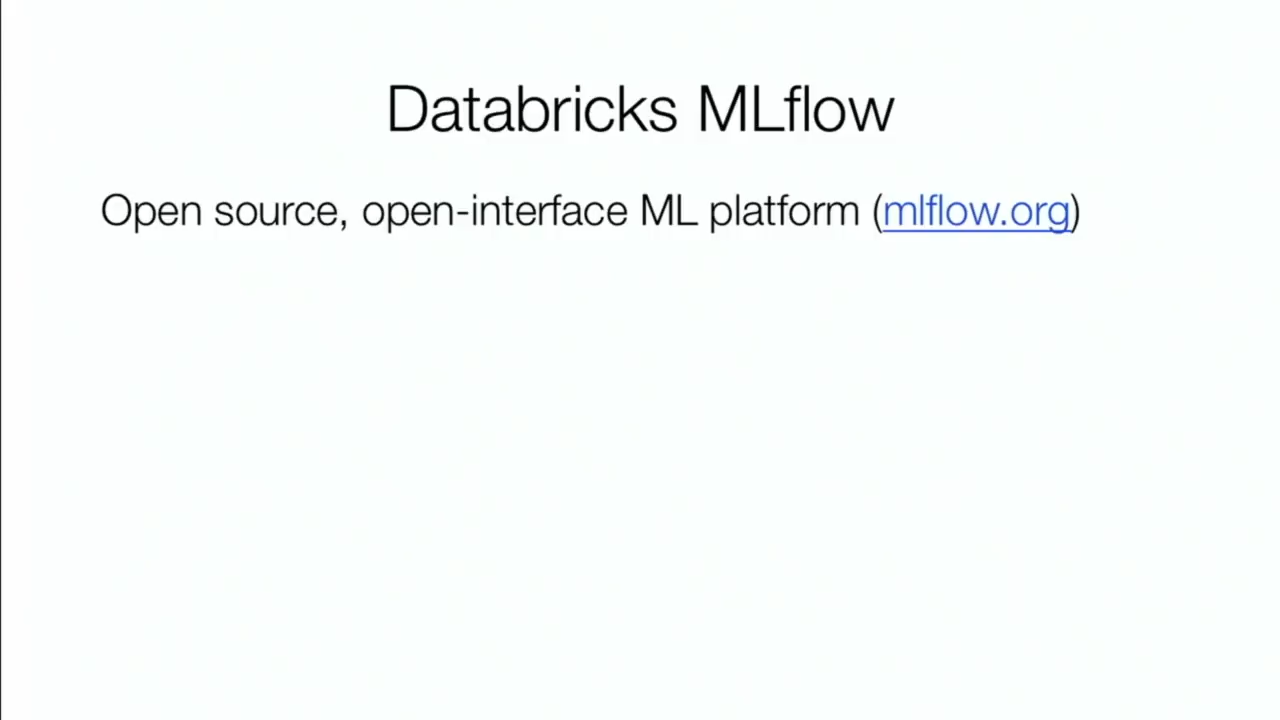 Databricks MLflow
Open source, open-interface ML platform (mlflow.org)